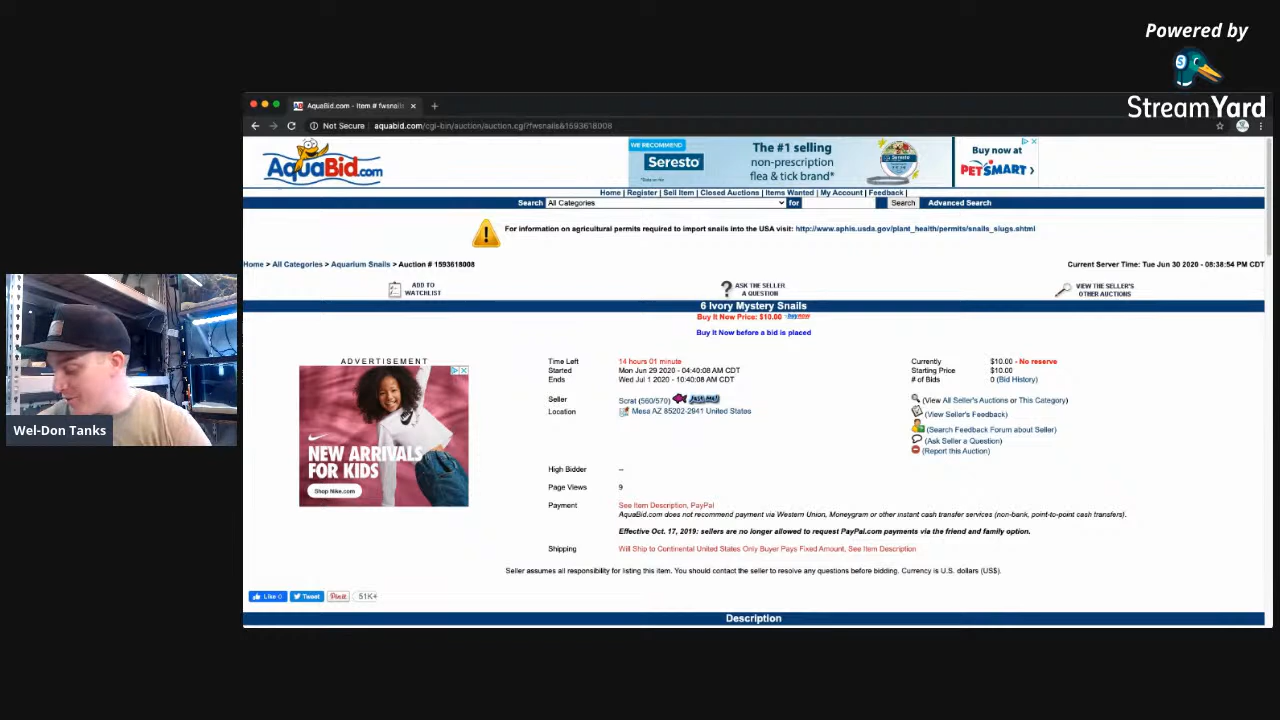 Powered by
StreamYard
AquaBid.com - Item # fwsnails
Not Secure | aquabid.com/cgi-bin/auction/auction.cgi?fwsnails&1593618008
AquaBid.com
WE RECOMMEND
Seresto
The #1 selling
non-prescription
flea & tick brand*
Buy now at
PETSMART
Home | Register | Sell Item | Closed Auctions | Items Wanted | My Account | Feedback |
Search All Categories for Search Advanced Search
For information on agricultural permits required to import snails into the USA visit: http://www.aphis.usda.gov/plant_health/permits/snails_slugs.shtml
Home > All Categories > Aquarium Snails > Auction # 1593618008
Current Server Time: Tue Jun 30 2020 - 08:38:54 PM CDT
ADD TO
WATCHLIST
ASK THE SELLER
A QUESTION
VIEW THE SELLER'S
OTHER AUCTIONS
6 Ivory Mystery Snails
Buy It Now Price: $10.00
Buy It Now before a bid is placed
ADVERTISEMENT
NEW ARRIVALS
FOR KIDS
Shop Nike.com
Time Left 14 hours 01 minute
Started Mon Jun 29 2020 - 04:40:08 AM CDT
Ends Wed Jul 1 2020 - 10:40:08 AM CDT
Seller Scrat (560/570)
Location Mesa AZ 85202-2941 United States
Currently $10.00 - No reserve
Starting Price $10.00
# of Bids 0 (Bid History)
(View All Seller's Auctions or This Category)
(View Seller's Feedback)
(Search Feedback Forum about Seller)
(Ask Seller a Question)
(Report this Auction)
High Bidder --
Page Views 9
Payment See Item Description, PayPal
AquaBid.com does not recommend payment via Western Union, Moneygram or other instant cash transfer services (non-bank, point-to-point cash transfers).
Effective Oct. 17, 2019: sellers are no longer allowed to request PayPal.com payments via the friend and family option.
Shipping Will Ship to Continental United States Only Buyer Pays Fixed Amount, See Item Description
Seller assumes all responsibility for listing this item. You should contact the seller to resolve any questions before bidding. Currency is U.S. dollars (US$).
Like 0 Tweet Pin it 51K+
Description
Wel-Don Tanks